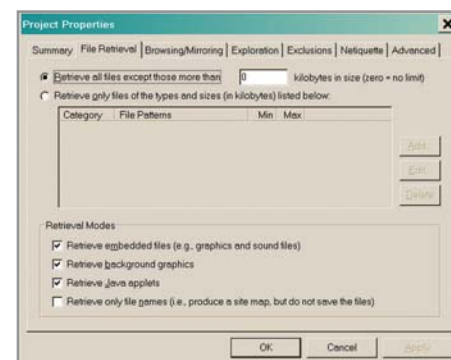 Project Properties
Summary File Retrieval Browsing/Mirroring Exploration Exclusions Netiquette Advanced
Retrieve all files except those more than 0 kilobytes in size (zero = no limit)
Retrieve only files of the types and sizes (in kilobytes) listed below:
Category File Patterns Min Max
Add...
Edit...
Delete
Retrieval Modes
Retrieve embedded files (e.g., graphics and sound files)
Retrieve background graphics
Retrieve Java applets
Retrieve only file names (i.e., produce a site map, but do not save the files)
OK Cancel Apply